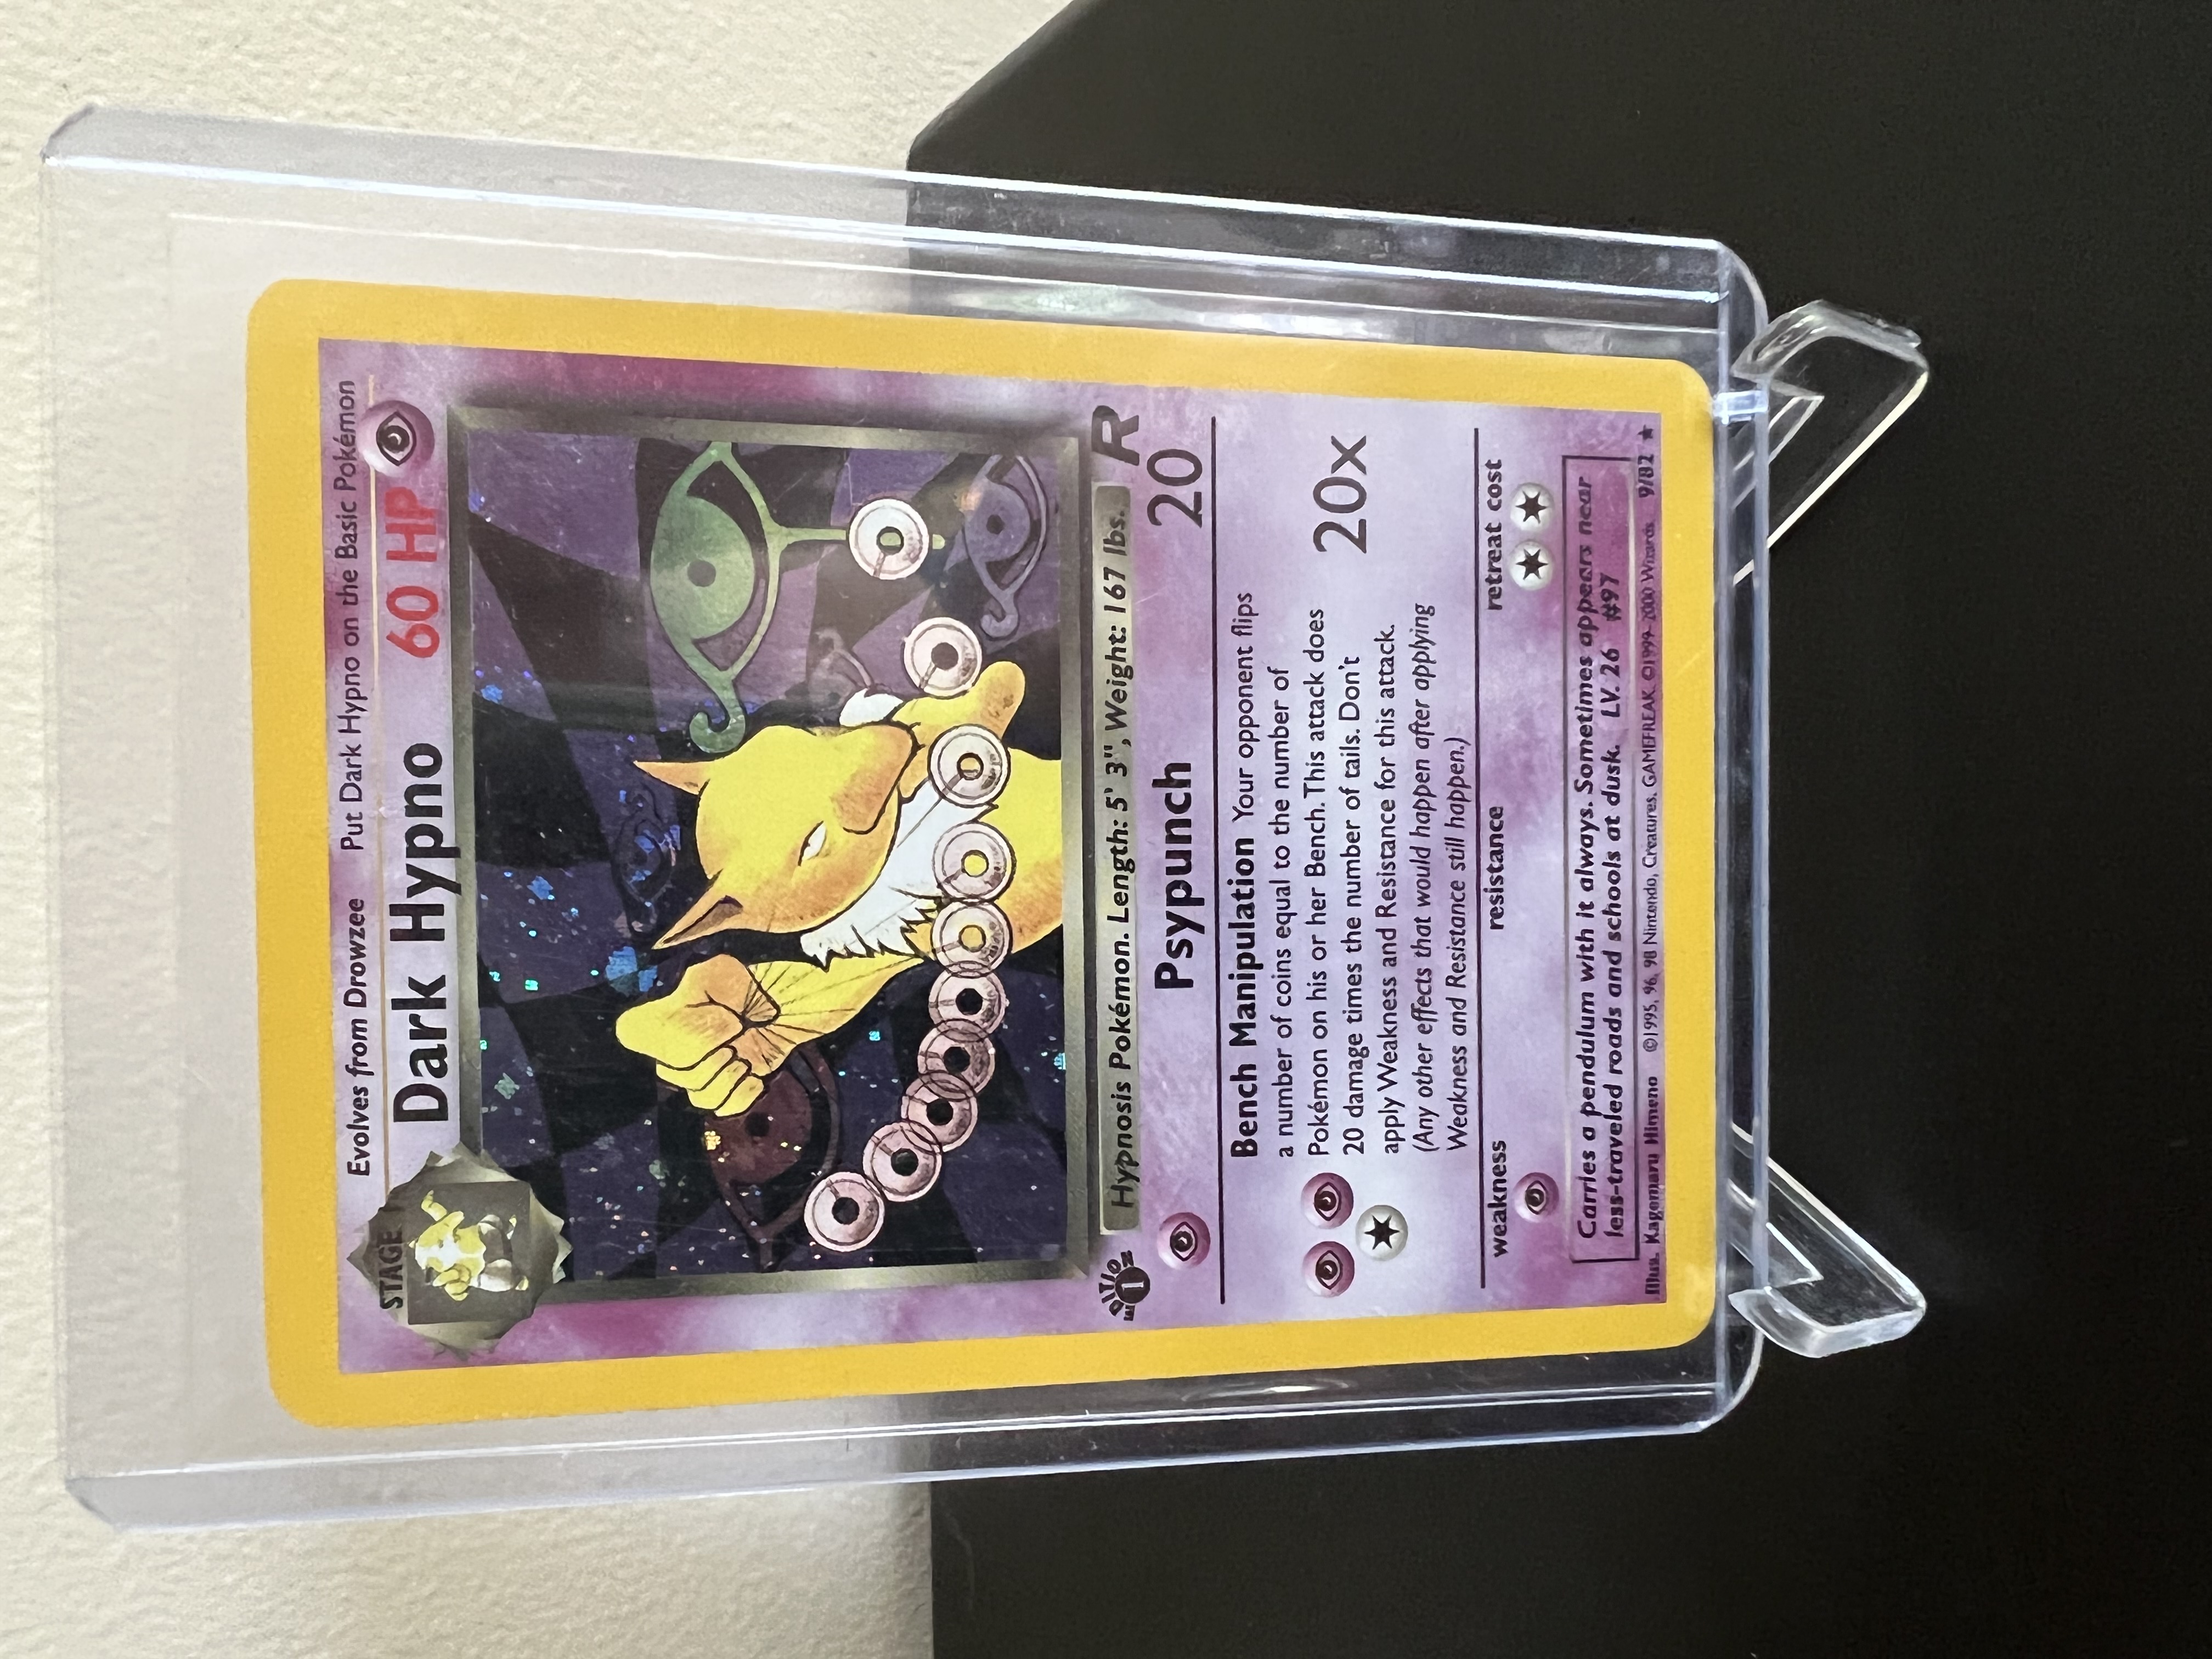 Evolves from Drowzee Put Dark Hypno on the Basic Pokémon
STAGE 1
Dark Hypno 60 HP
EDITION
1
Hypnosis Pokémon. Length: 5' 3", Weight: 167 lbs. R
Psypunch 20
Bench Manipulation Your opponent flips
a number of coins equal to the number of
Pokémon on his or her Bench. This attack does
20 damage times the number of tails. Don't
apply Weakness and Resistance for this attack.
(Any other effects that would happen after applying
Weakness and Resistance still happen.)
20x
weakness resistance retreat cost
Carries a pendulum with it always. Sometimes appears near
less-traveled roads and schools at dusk. LV. 26 #97
Illus. Kagemaru Himeno ©1995, 96, 98 Nintendo, Creatures, GAMEFREAK. ©1999-2000 Wizards. 9/82 ★